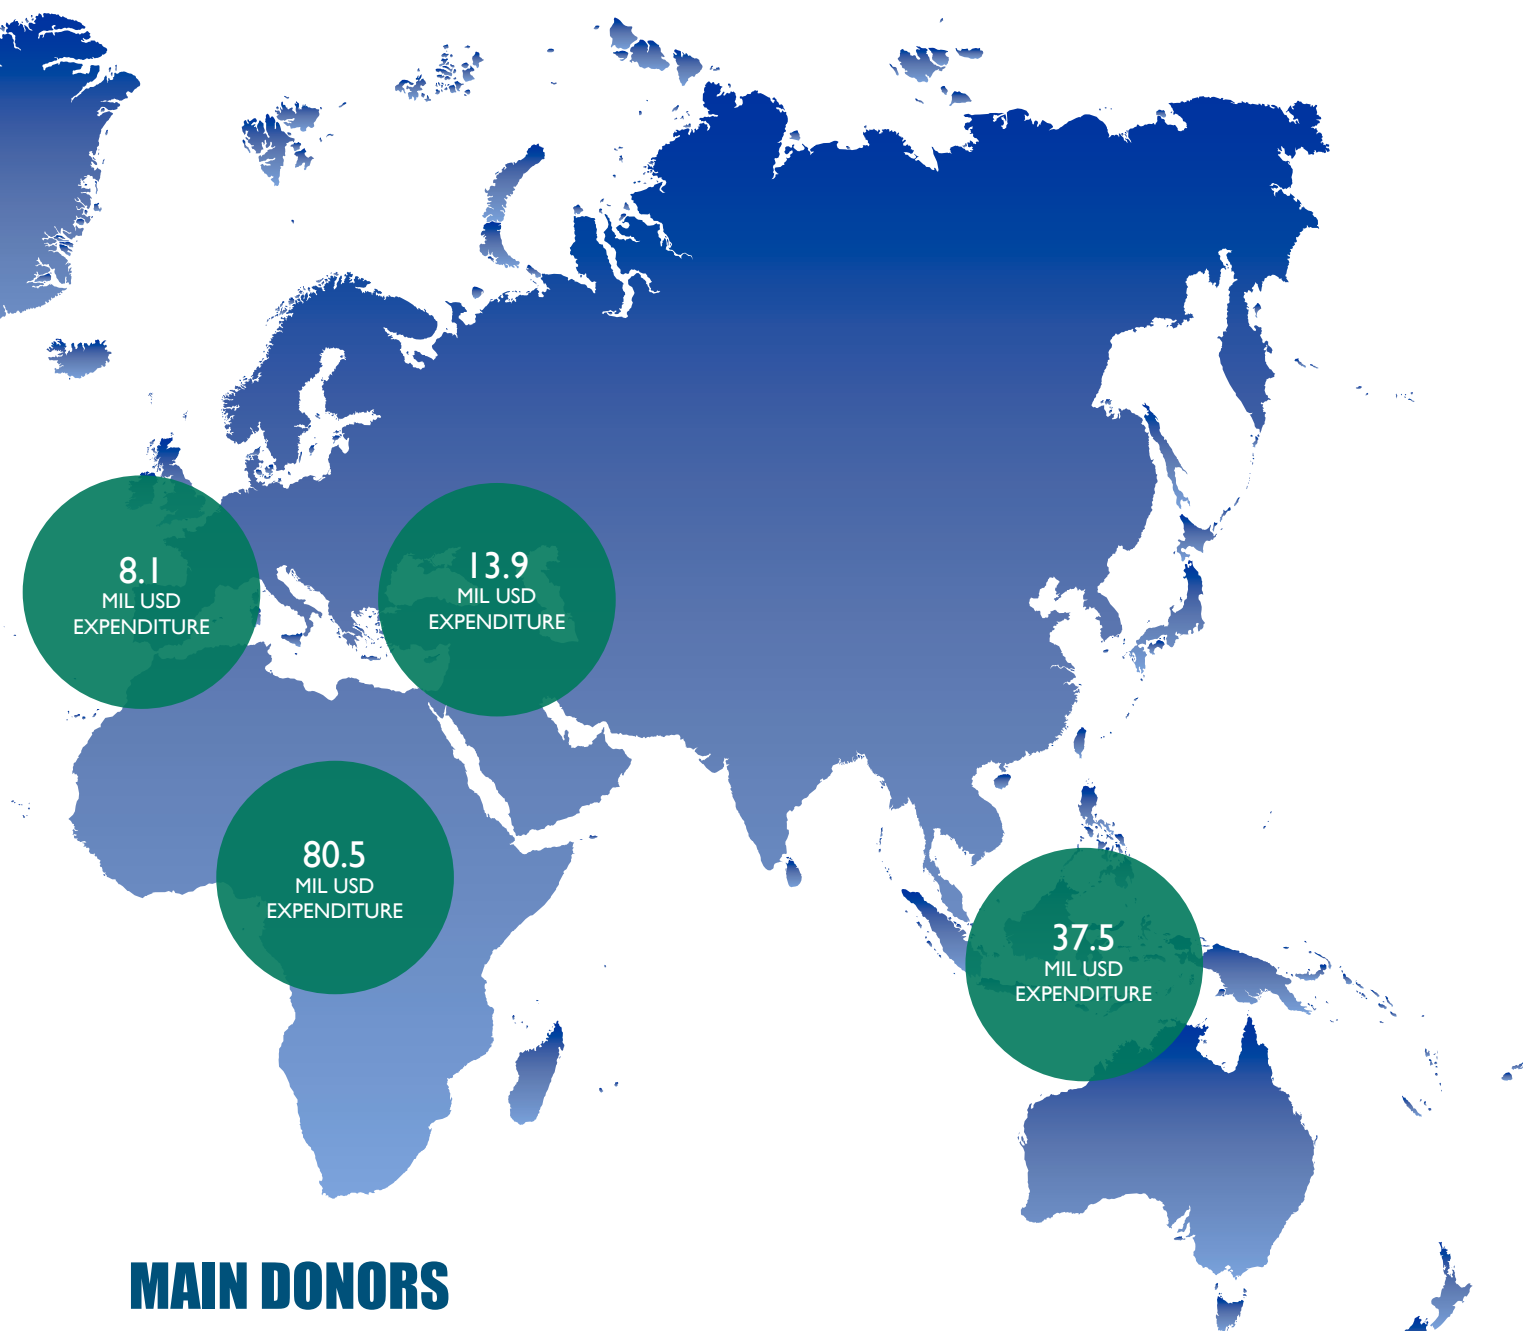 8.1
MIL USD
EXPENDITURE
13.9
MIL USD
EXPENDITURE
80.5
MIL USD
EXPENDITURE
37.5
MIL USD
EXPENDITURE
MAIN DONORS